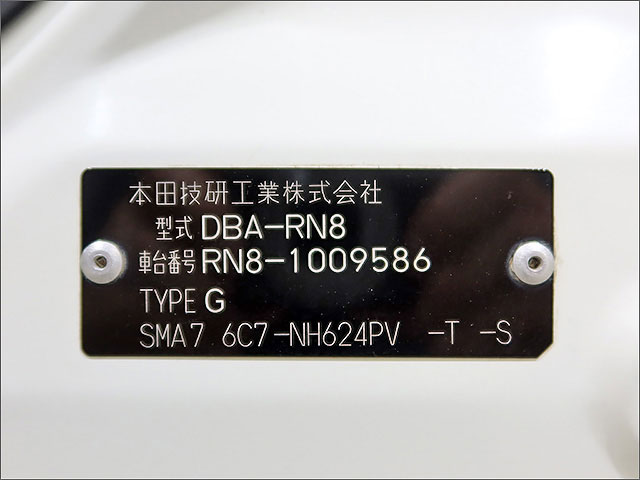 本田技研工業株式会社
型式 DBA-RN8
車台番号 RN8-1009586
TYPE G
SMA7 6C7-NH624PV -T -S